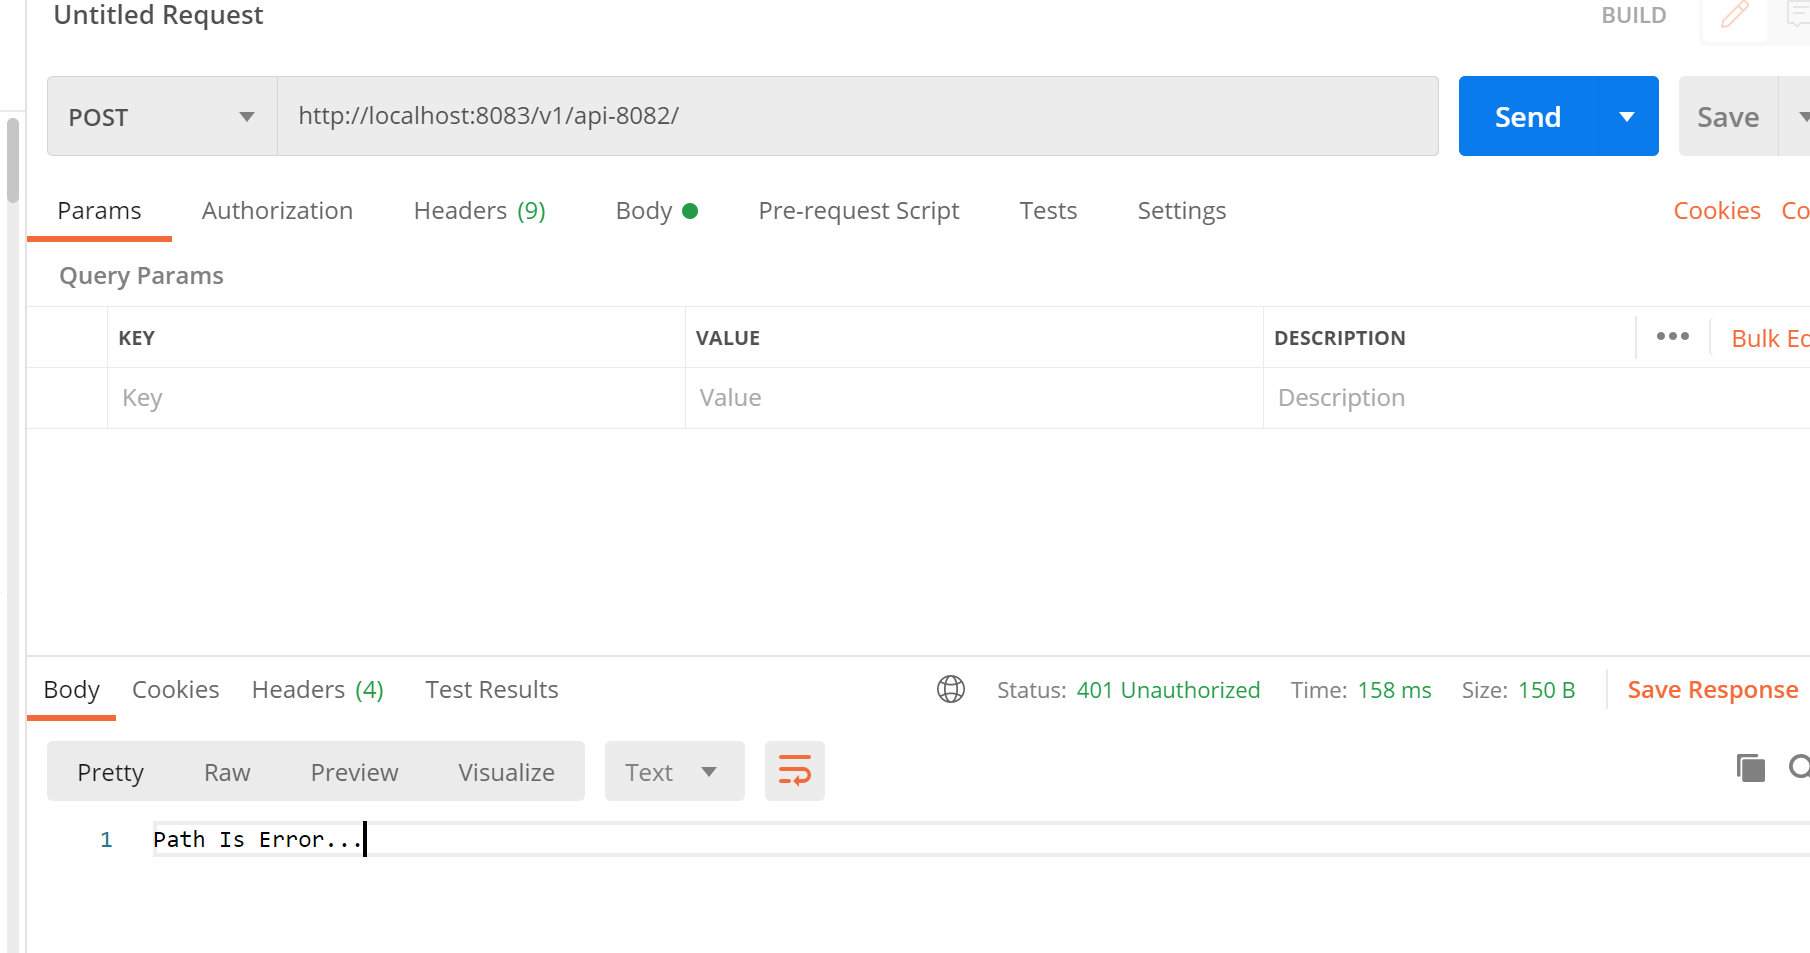 Untitled Request BUILD
POST http://localhost:8083/v1/api-8082/ Send Save
Params Authorization Headers (9) Body Pre-request Script Tests Settings Cookies Co
Query Params
KEY VALUE DESCRIPTION ••• Bulk Ed
Key Value Description
Body Cookies Headers (4) Test Results Status: 401 Unauthorized Time: 158 ms Size: 150 B Save Response
Pretty Raw Preview Visualize Text
1 Path Is Error...